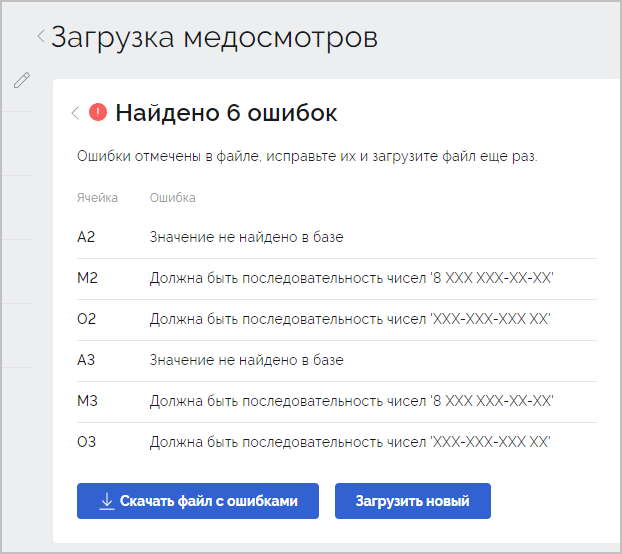 Загрузка медосмотров
Найдено 6 ошибок
Ошибки отмечены в файле, исправьте их и загрузите файл еще раз.
Ячейка Ошибка
A2 Значение не найдено в базе
M2 Должна быть последовательность чисел '8 XXX XXX-XX-XX'
O2 Должна быть последовательность чисел 'XXX-XXX-XXX XX'
A3 Значение не найдено в базе
M3 Должна быть последовательность чисел '8 XXX XXX-XX-XX'
O3 Должна быть последовательность чисел 'XXX-XXX-XXX XX'
Скачать файл с ошибками Загрузить новый